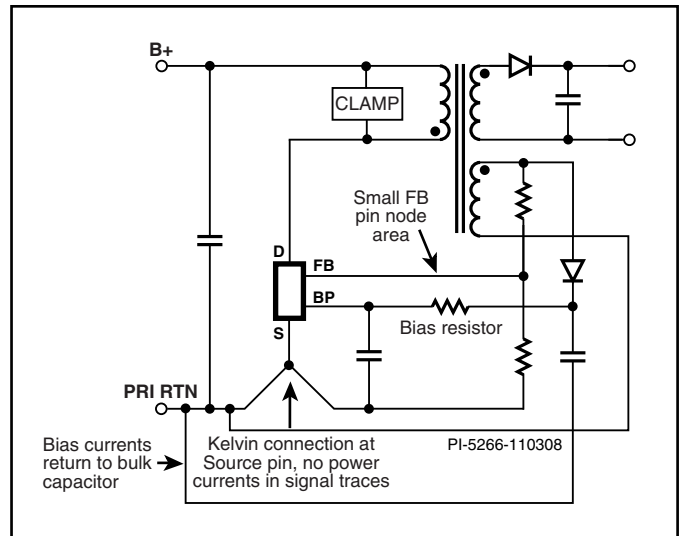 B+
CLAMP
Small FB
pin node
area
D
FB
BP
S
Bias resistor
PRI RTN
Bias currents
return to bulk
capacitor
Kelvin connection at
Source pin, no power
currents in signal traces
PI-5266-110308